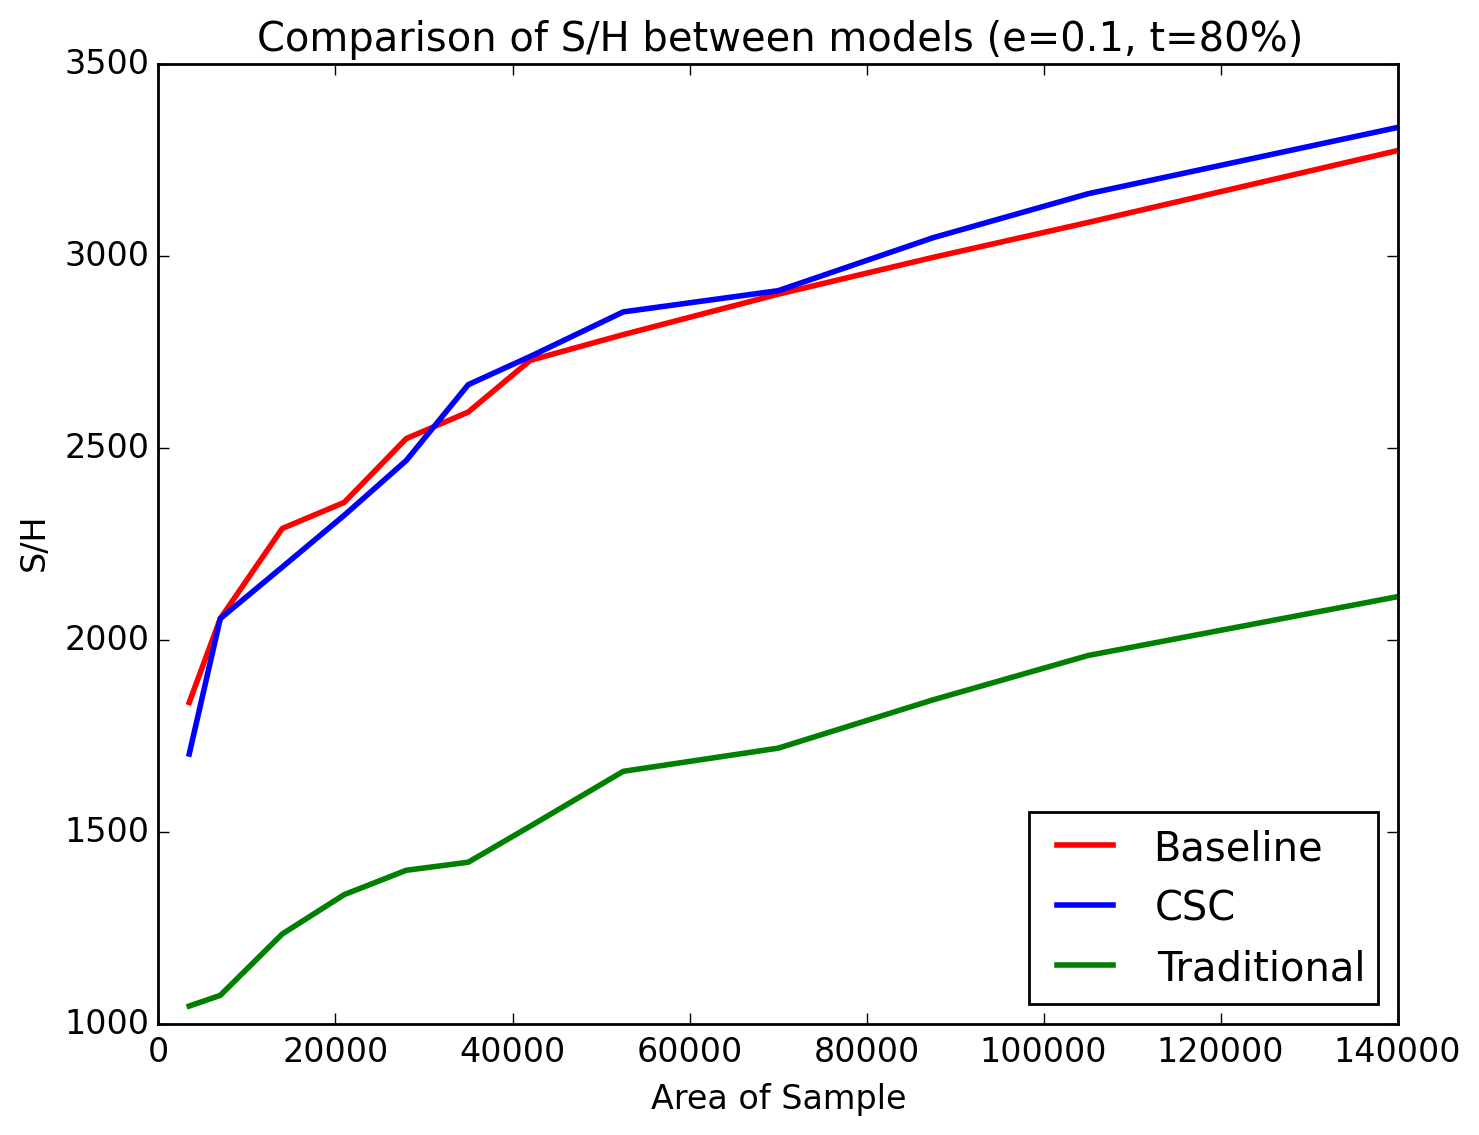 Comparison of S/H between models (e=0.1, t=80%)
3500
3000
2500
2000
1500
1000
S/H
Baseline
CSC
Traditional
0 20000 40000 60000 80000 100000 120000 140000
Area of Sample